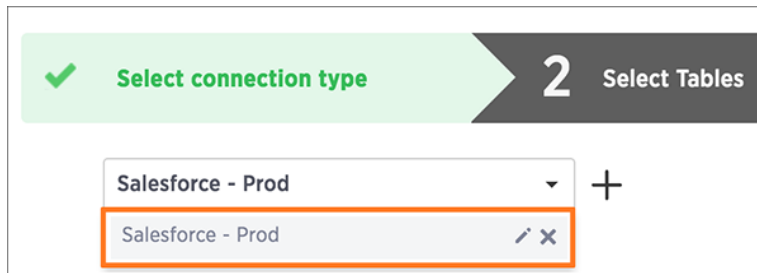 Select connection type
2 Select Tables
Salesforce - Prod
Salesforce - Prod